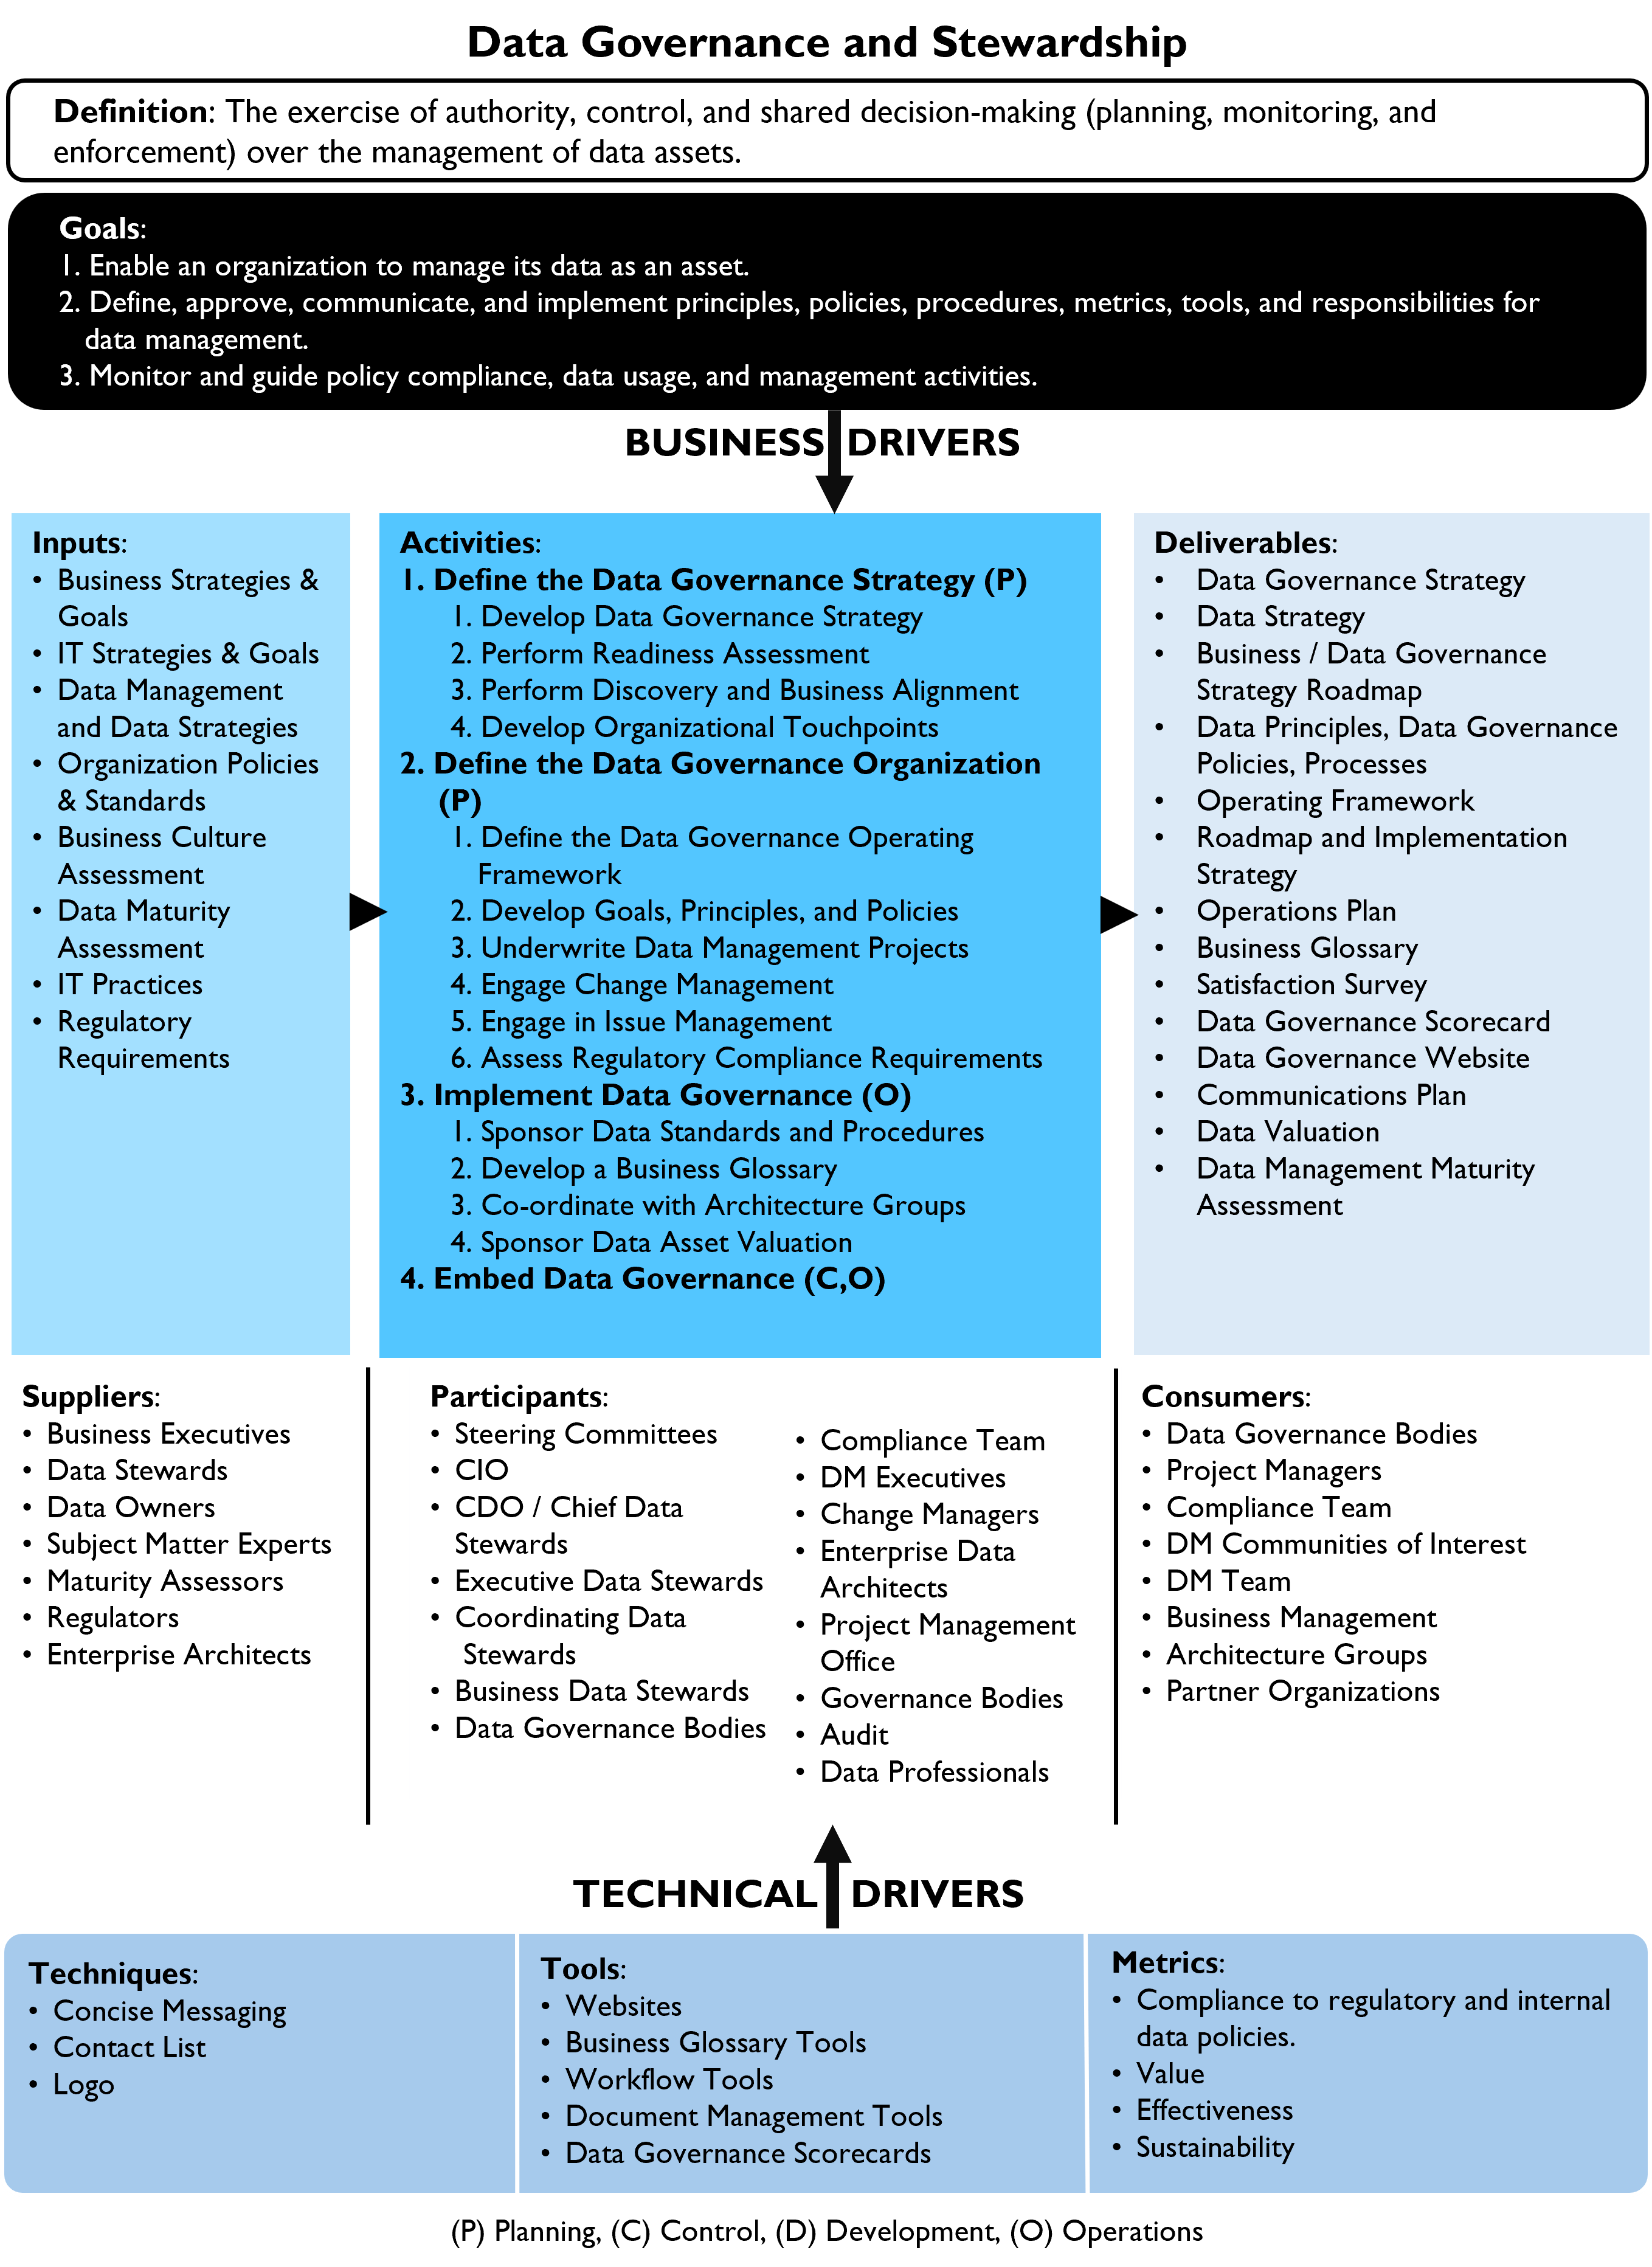 Data Governance and Stewardship
Definition: The exercise of authority, control, and shared decision-making (planning, monitoring, and
enforcement) over the management of data assets.
Goals:
1. Enable an organization to manage its data as an asset.
2. Define, approve, communicate, and implement principles, policies, procedures, metrics, tools, and responsibilities for
data management.
3. Monitor and guide policy compliance, data usage, and management activities.
BUSINESS DRIVERS
Inputs:
• Business Strategies &
Goals
• IT Strategies & Goals
• Data Management
and Data Strategies
• Organization Policies
& Standards
• Business Culture
Assessment
• Data Maturity
Assessment
• IT Practices
• Regulatory
Requirements
Activities:
1. Define the Data Governance Strategy (P)
1. Develop Data Governance Strategy
2. Perform Readiness Assessment
3. Perform Discovery and Business Alignment
4. Develop Organizational Touchpoints
2. Define the Data Governance Organization
(P)
1. Define the Data Governance Operating
Framework
2. Develop Goals, Principles, and Policies
3. Underwrite Data Management Projects
4. Engage Change Management
5. Engage in Issue Management
6. Assess Regulatory Compliance Requirements
3. Implement Data Governance (O)
1. Sponsor Data Standards and Procedures
2. Develop a Business Glossary
3. Co-ordinate with Architecture Groups
4. Sponsor Data Asset Valuation
4. Embed Data Governance (C,O)
Deliverables:
• Data Governance Strategy
• Data Strategy
• Business / Data Governance
Strategy Roadmap
• Data Principles, Data Governance
Policies, Processes
• Operating Framework
• Roadmap and Implementation
Strategy
• Operations Plan
• Business Glossary
• Satisfaction Survey
• Data Governance Scorecard
• Data Governance Website
• Communications Plan
• Data Valuation
• Data Management Maturity
Assessment
Suppliers:
• Business Executives
• Data Stewards
• Data Owners
• Subject Matter Experts
• Maturity Assessors
• Regulators
• Enterprise Architects
Participants:
• Steering Committees
• CIO
• CDO / Chief Data
Stewards
• Executive Data Stewards
• Coordinating Data
Stewards
• Business Data Stewards
• Data Governance Bodies
• Compliance Team
• DM Executives
• Change Managers
• Enterprise Data
Architects
• Project Management
Office
• Governance Bodies
• Audit
• Data Professionals
Consumers:
• Data Governance Bodies
• Project Managers
• Compliance Team
• DM Communities of Interest
• DM Team
• Business Management
• Architecture Groups
• Partner Organizations
TECHNICAL DRIVERS
Techniques:
• Concise Messaging
• Contact List
• Logo
Tools:
• Websites
• Business Glossary Tools
• Workflow Tools
• Document Management Tools
• Data Governance Scorecards
Metrics:
• Compliance to regulatory and internal
data policies.
• Value
• Effectiveness
• Sustainability
(P) Planning, (C) Control, (D) Development, (O) Operations